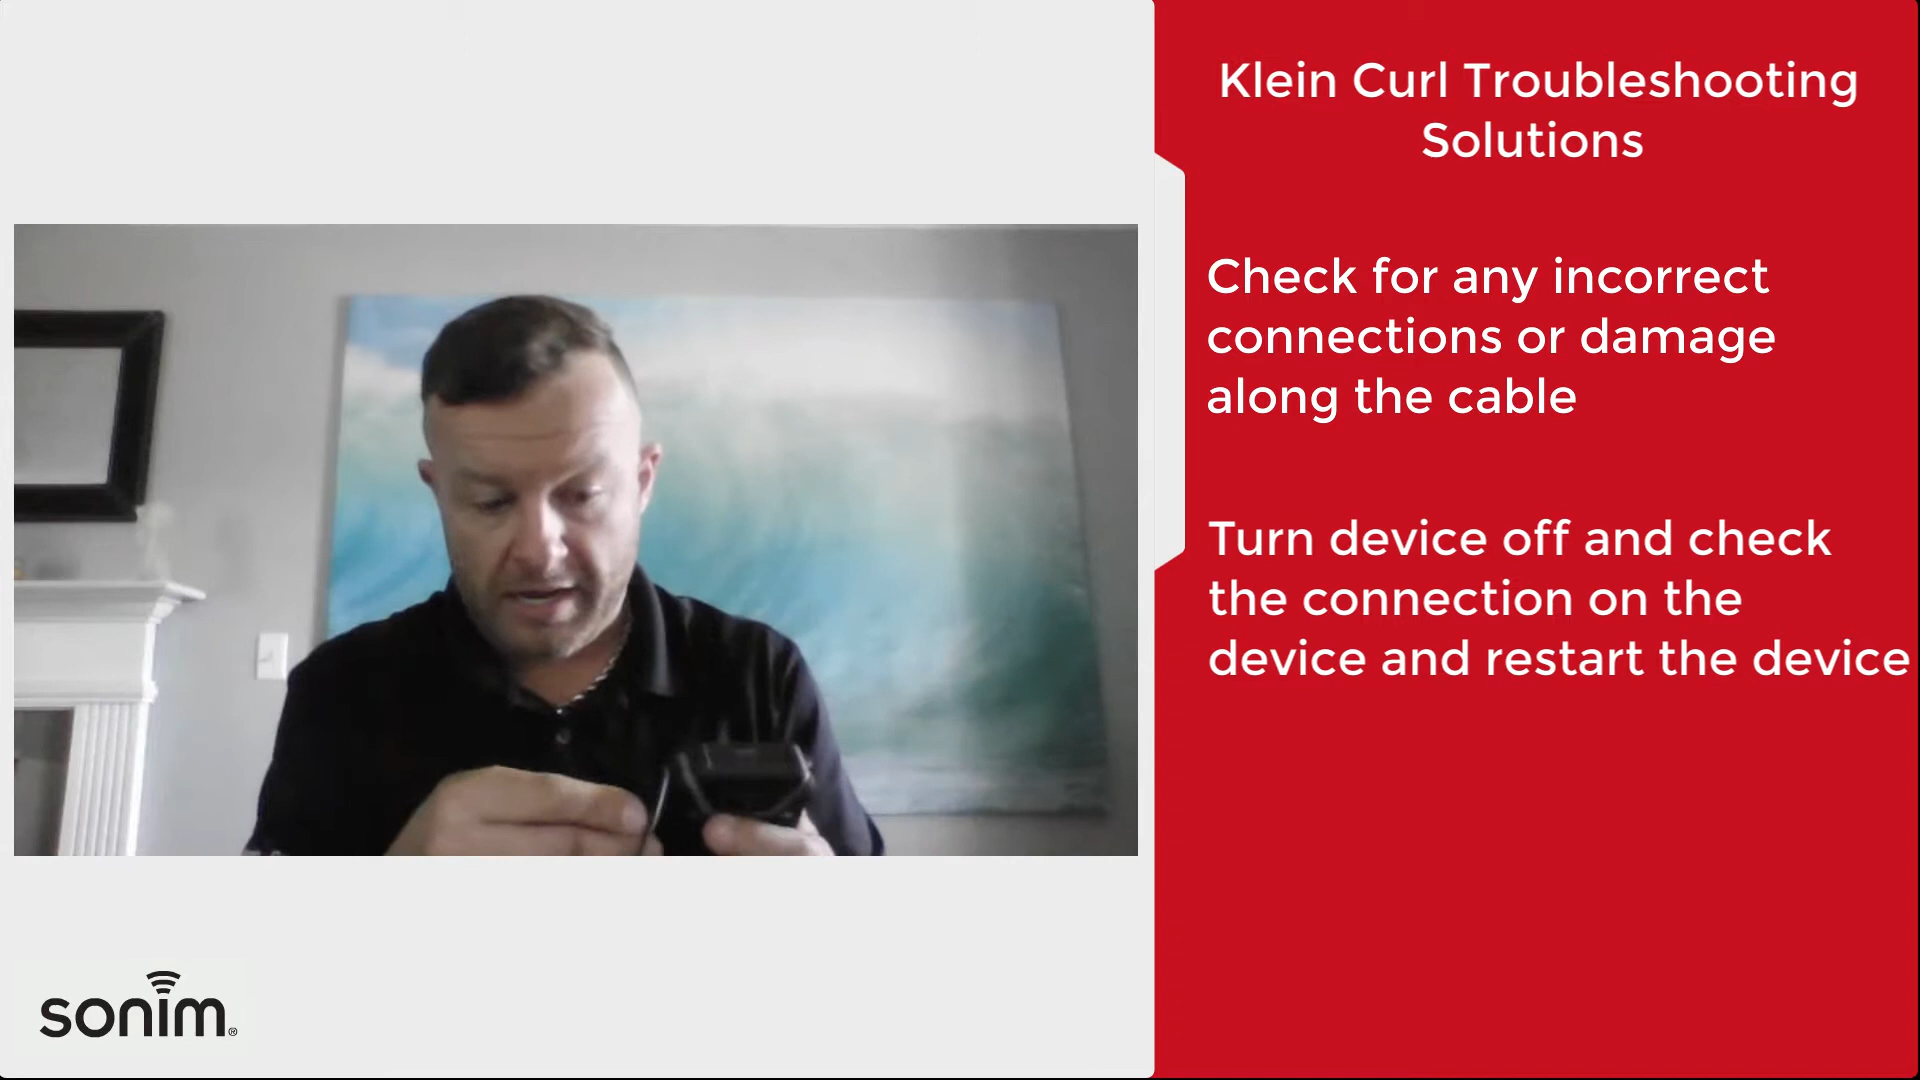 Klein Curl Troubleshooting
Solutions
Check for any incorrect
connections or damage
along the cable
Turn device off and check
the connection on the
device and restart the device
sonim®